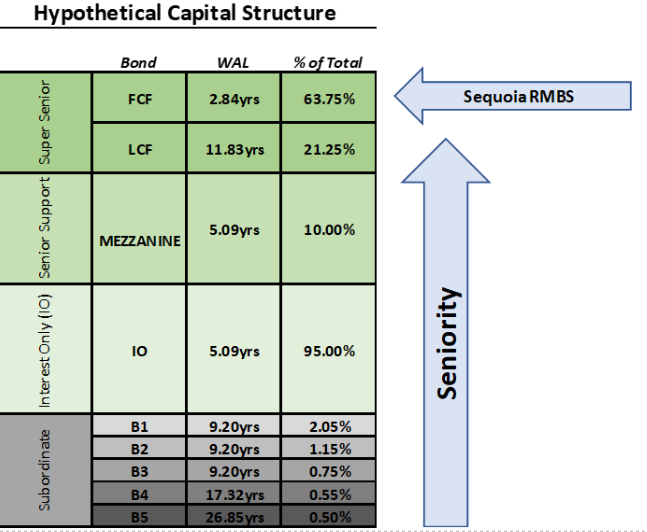 Hypothetical Capital Structure
Bond WAL % of Total
Super Senior
FCF 2.84yrs 63.75%
LCF 11.83yrs 21.25%
Senior Support
MEZZANINE 5.09yrs 10.00%
Interest Only (IO)
IO 5.09yrs 95.00%
Subordinate
B1 9.20yrs 2.05%
B2 9.20yrs 1.15%
B3 9.20yrs 0.75%
B4 17.32yrs 0.55%
B5 26.85yrs 0.50%
Sequoia RMBS
Seniority